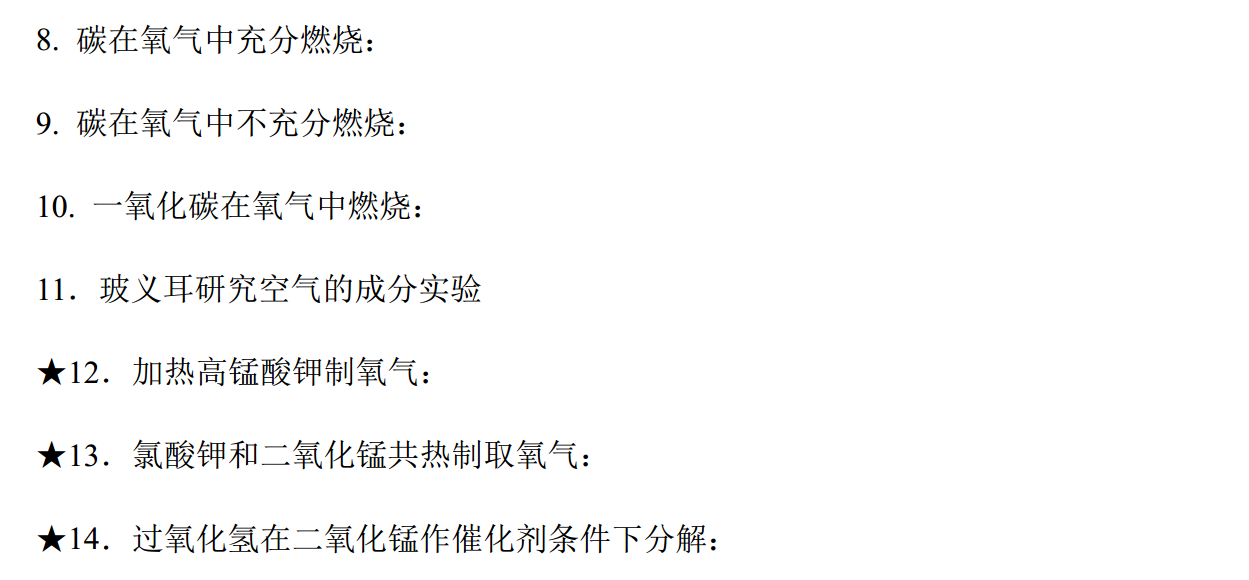 8. 碳在氧气中充分燃烧：
9. 碳在氧气中不充分燃烧：
10. 一氧化碳在氧气中燃烧：
11．玻义耳研究空气的成分实验
★12．加热高锰酸钾制氧气：
★13．氯酸钾和二氧化锰共热制取氧气：
★14．过氧化氢在二氧化锰作催化剂条件下分解：